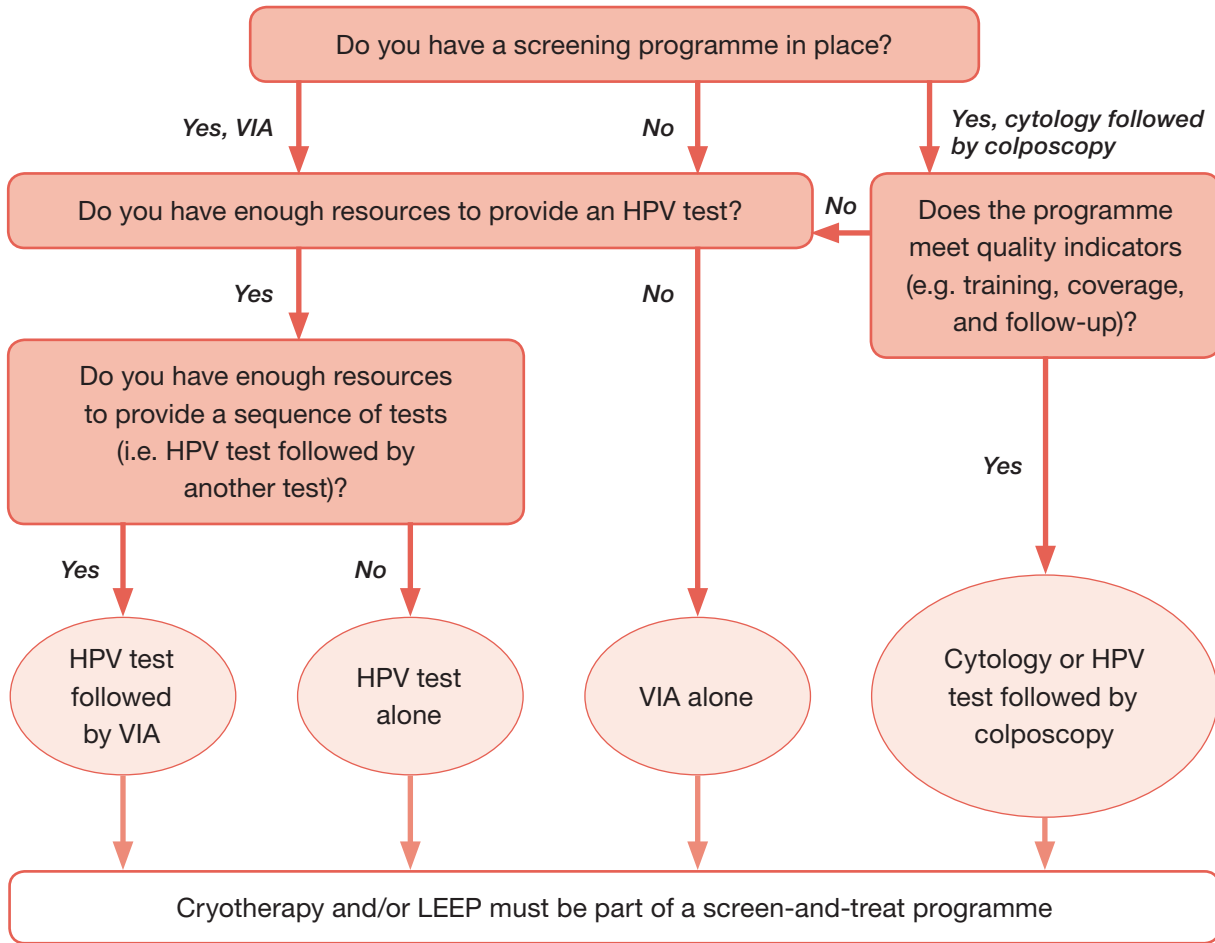 Do you have a screening programme in place?
Yes, VIA
No
Yes, cytology followed
by colposcopy
Do you have enough resources to provide an HPV test?
No
Does the programme
meet quality indicators
(e.g. training, coverage,
and follow-up)?
Yes
No
Do you have enough resources
to provide a sequence of tests
(i.e. HPV test followed by
another test)?
Yes
Yes
No
HPV test
followed
by VIA
HPV test
alone
VIA alone
Cytology or HPV
test followed by
colposcopy
Cryotherapy and/or LEEP must be part of a screen-and-treat programme